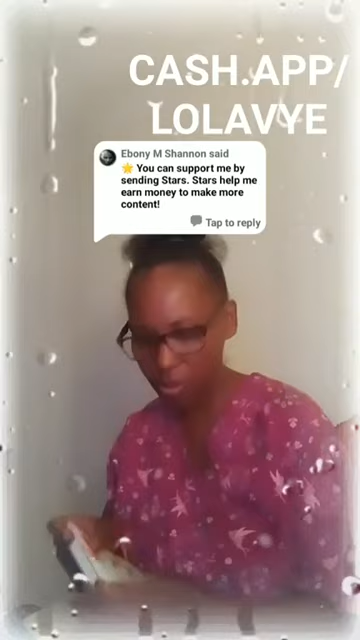 CASH.APP/
LOLAVYE
Ebony M Shannon said
⭐ You can support me by
sending Stars. Stars help me
earn money to make more
content!
Tap to reply